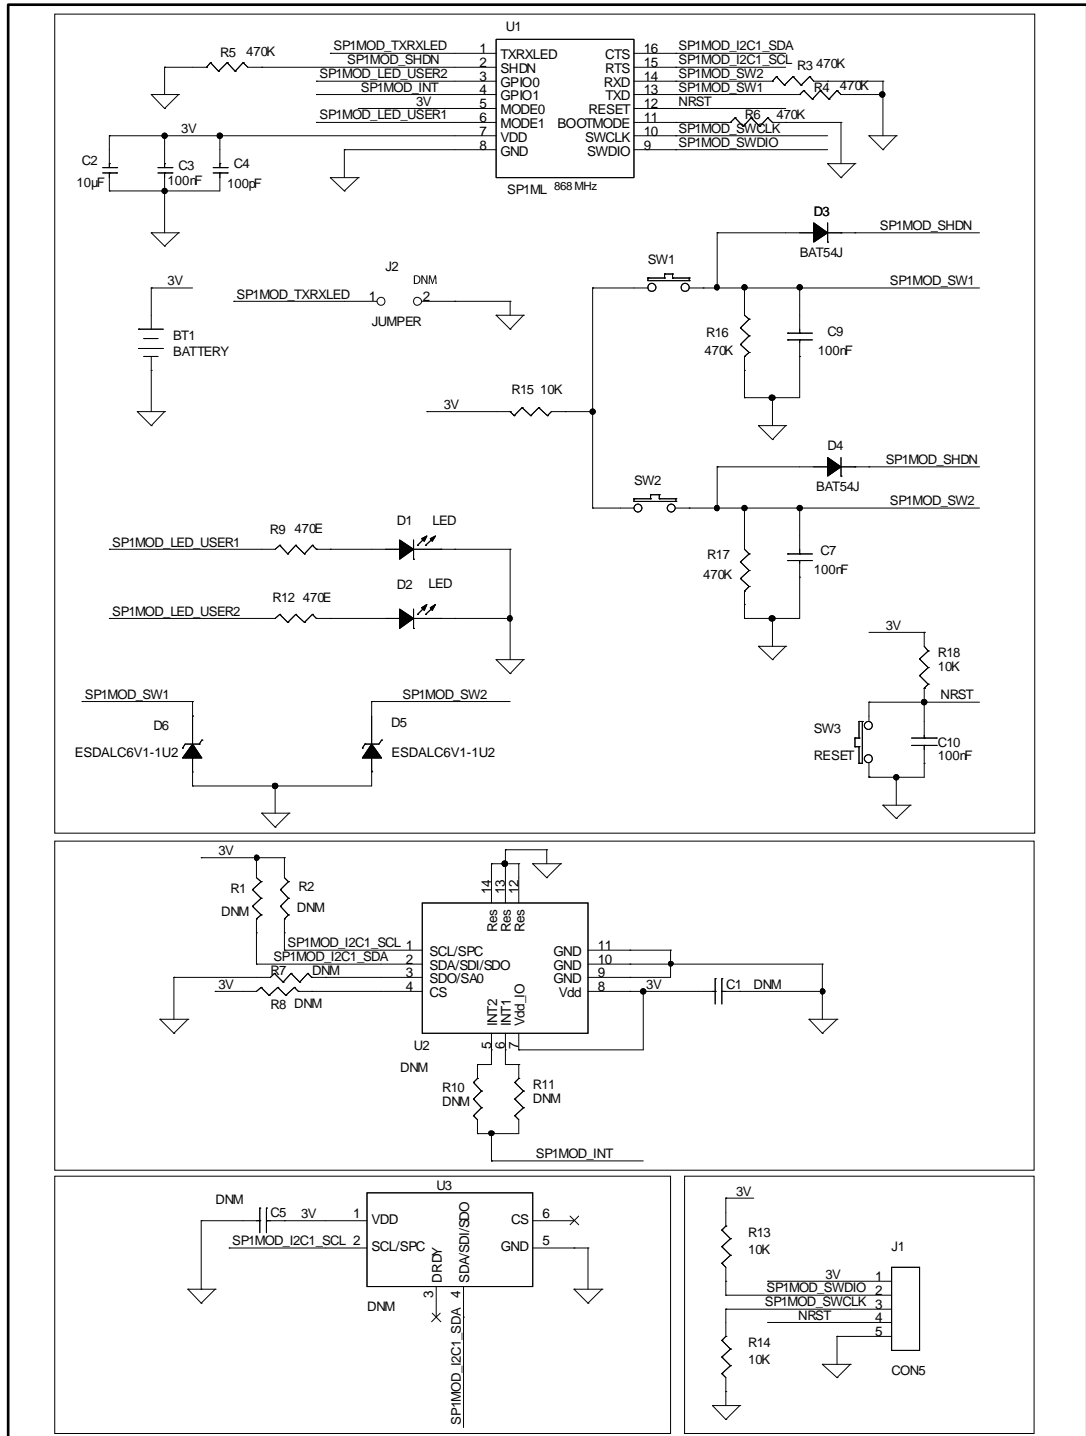 U1
R5 470K
SP1MOD_TXRXLED 1 TXRXLED CTS 16 SP1MOD_I2C1_SDA
SP1MOD_SHDN 2 SHDN RTS 15 SP1MOD_I2C1_SCL
SP1MOD_LED_USER2 3 GPIO0 RXD 14 SP1MOD_SW2 R3 470K
SP1MOD_INT 4 GPIO1 TXD 13 SP1MOD_SW1 R4 470K
3V 5 MODE0 RESET 12 NRST
SP1MOD_LED_USER1 6 MODE1 BOOTMODE 11 R6 470K
3V 7 VDD SWCLK 10 SP1MOD_SWCLK
8 GND SWDIO 9 SP1MOD_SWDIO
SP1ML 868 MHz
C2 10µF
C3 100nF
C4 100pF
3V
BT1
BATTERY
J2
DNM
SP1MOD_TXRXLED 1 2
JUMPER
D3
SP1MOD_SHDN
BAT54J
SW1
SP1MOD_SW1
R16
470K
C9
100nF
R15 10K
3V
D4
SP1MOD_SHDN
BAT54J
SW2
SP1MOD_SW2
R17
470K
C7
100nF
R9 470E D1 LED
SP1MOD_LED_USER1
D2 LED
SP1MOD_LED_USER2 R12 470E
3V
R18
10K
NRST
SW3
RESET
C10
100nF
SP1MOD_SW1
D6
ESDALC6V1-1U2
SP1MOD_SW2
D5
ESDALC6V1-1U2
3V
R1
DNM
R2
DNM
14 13 12
Res Res Res
SP1MOD_I2C1_SCL 1 SCL/SPC GND 11
SP1MOD_I2C1_SDA 2 SDA/SDI/SDO GND 10
R7 DNM 3 SDO/SA0 GND 9
3V R8 DNM 4 CS Vdd 8 3V C1 DNM
INT2 INT1 Vdd_IO
5 6 7
U2
DNM
R10
DNM
R11
DNM
SP1MOD_INT
U3
DNM
C5 3V 1 VDD CS 6
SP1MOD_I2C1_SCL 2 SCL/SPC GND 5
DRDY SDA/SDI/SDO
3 4
DNM
SP1MOD_I2C1_SDA
3V
R13
10K
J1
3V 1
SP1MOD_SWDIO 2
SP1MOD_SWCLK 3
NRST 4
5
R14
10K
CON5